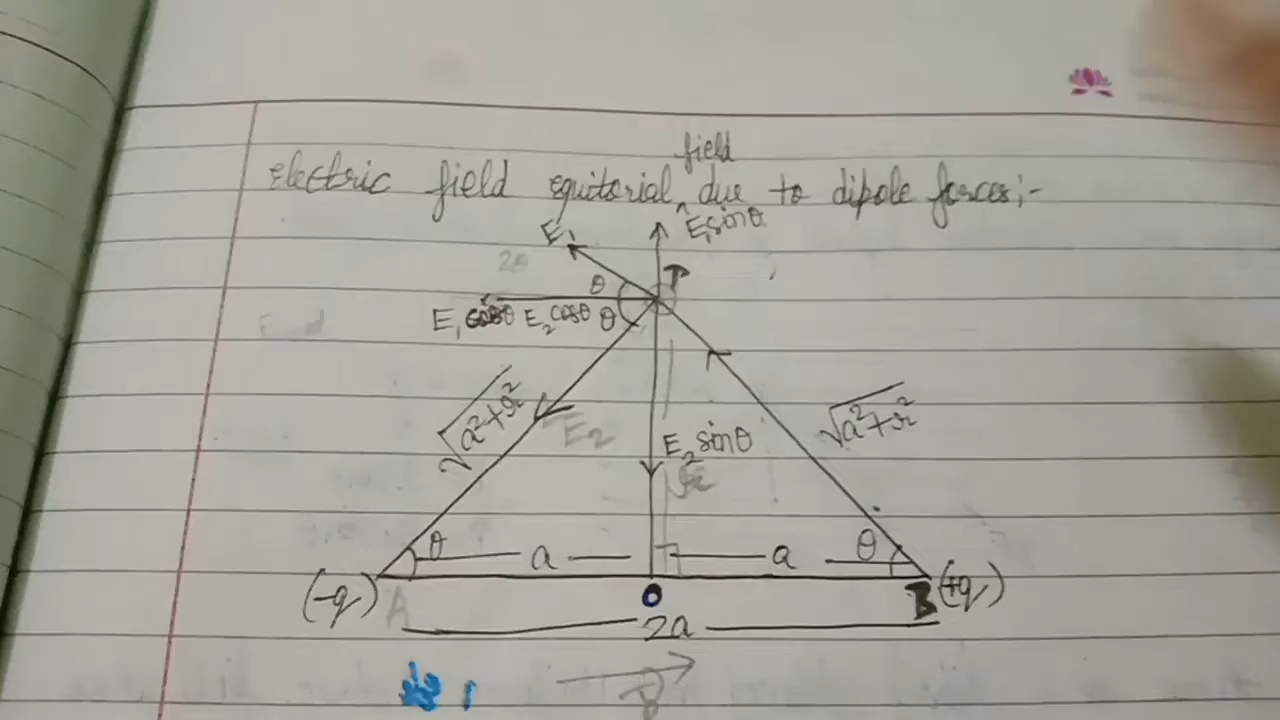 field
electric field equitorial ^ due to dipole forces;-
E₁ E₁sinθ
2θ θ P
E₁cosθ E₂cosθ θ
√a²+r² √a²+r²
E₂ E₂sinθ
r
θ a a θ
(-q) A O B (+q)
2a
P